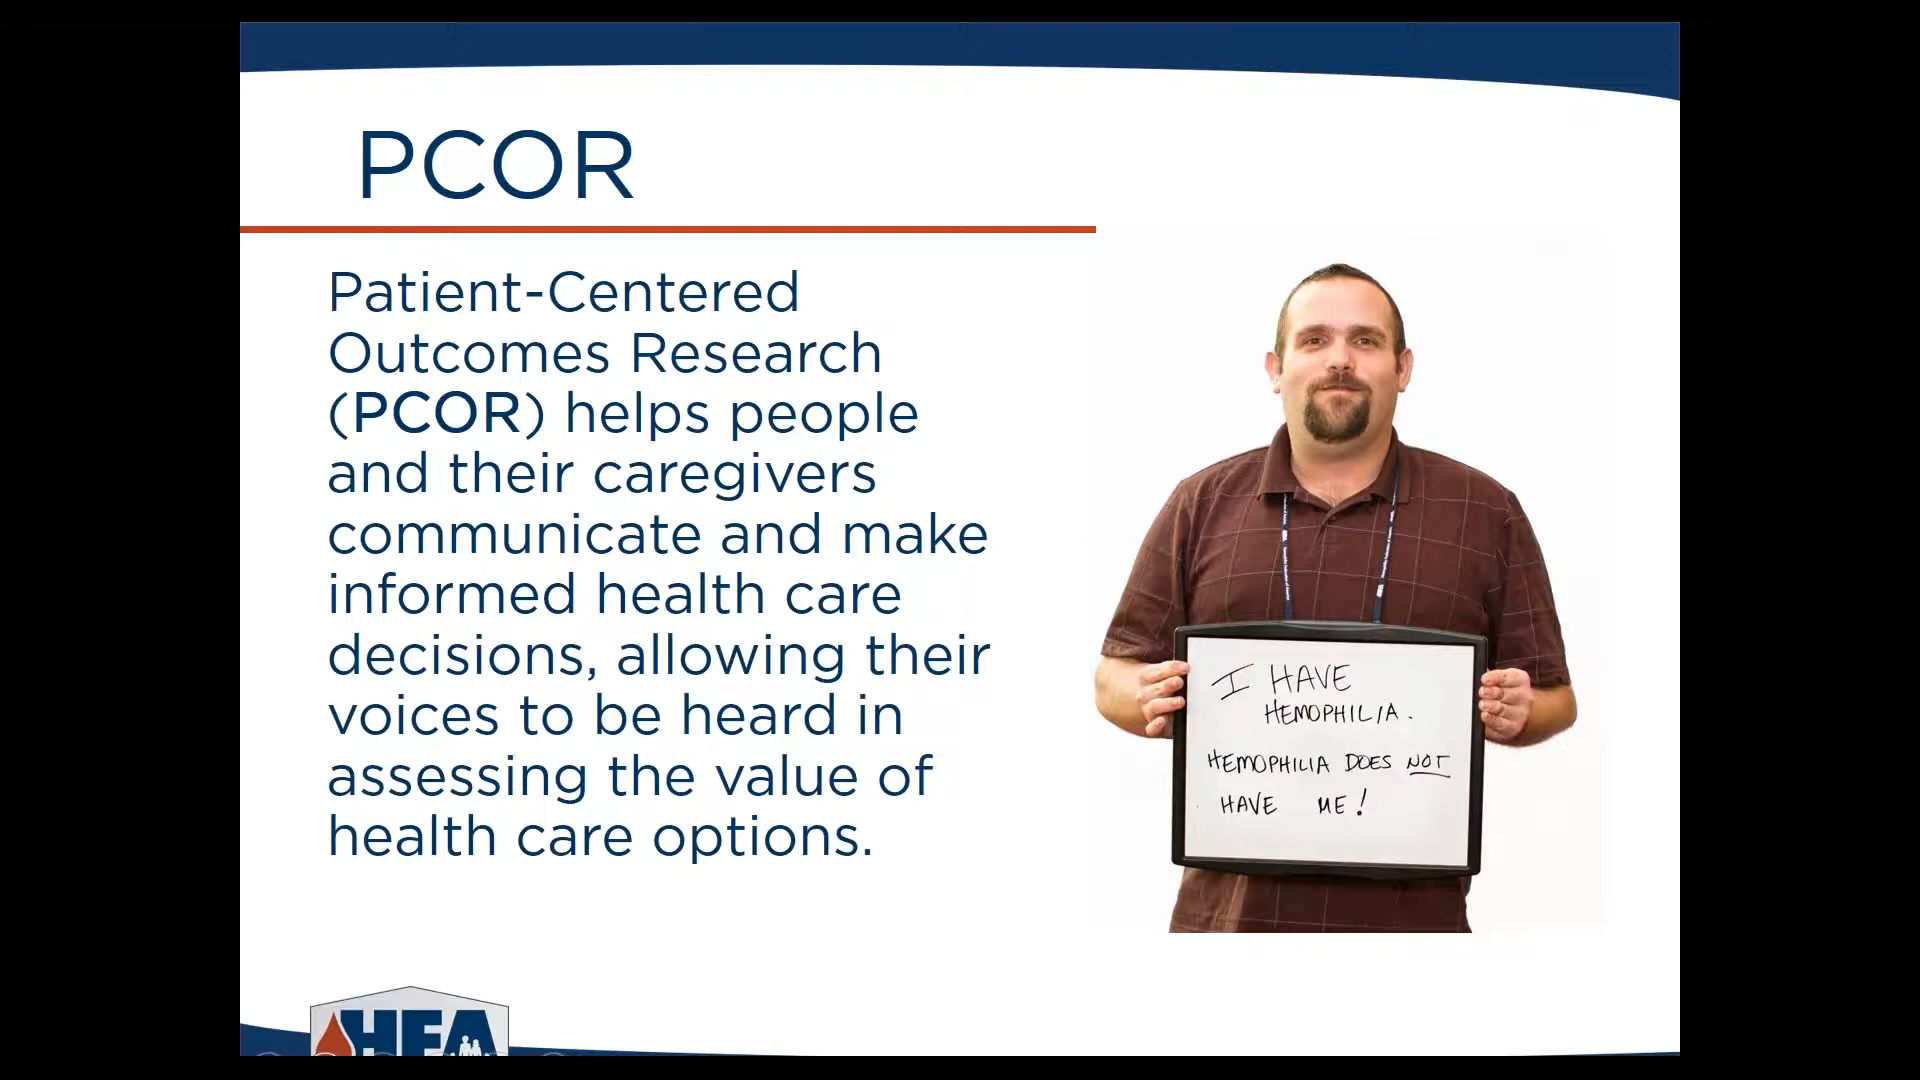 PCOR
Patient-Centered
Outcomes Research
(PCOR) helps people
and their caregivers
communicate and make
informed health care
decisions, allowing their
voices to be heard in
assessing the value of
health care options.
I HAVE
HEMOPHILIA.
HEMOPHILIA DOES NOT
HAVE ME!
HFA